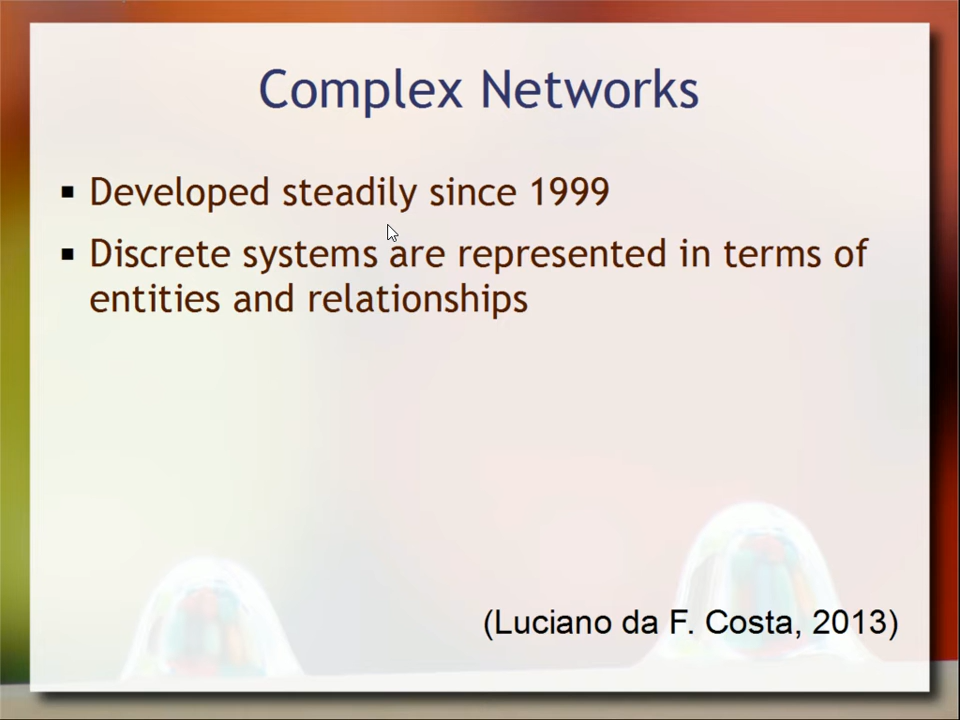 Complex Networks
Developed steadily since 1999
Discrete systems are represented in terms of
entities and relationships
(Luciano da F. Costa, 2013)